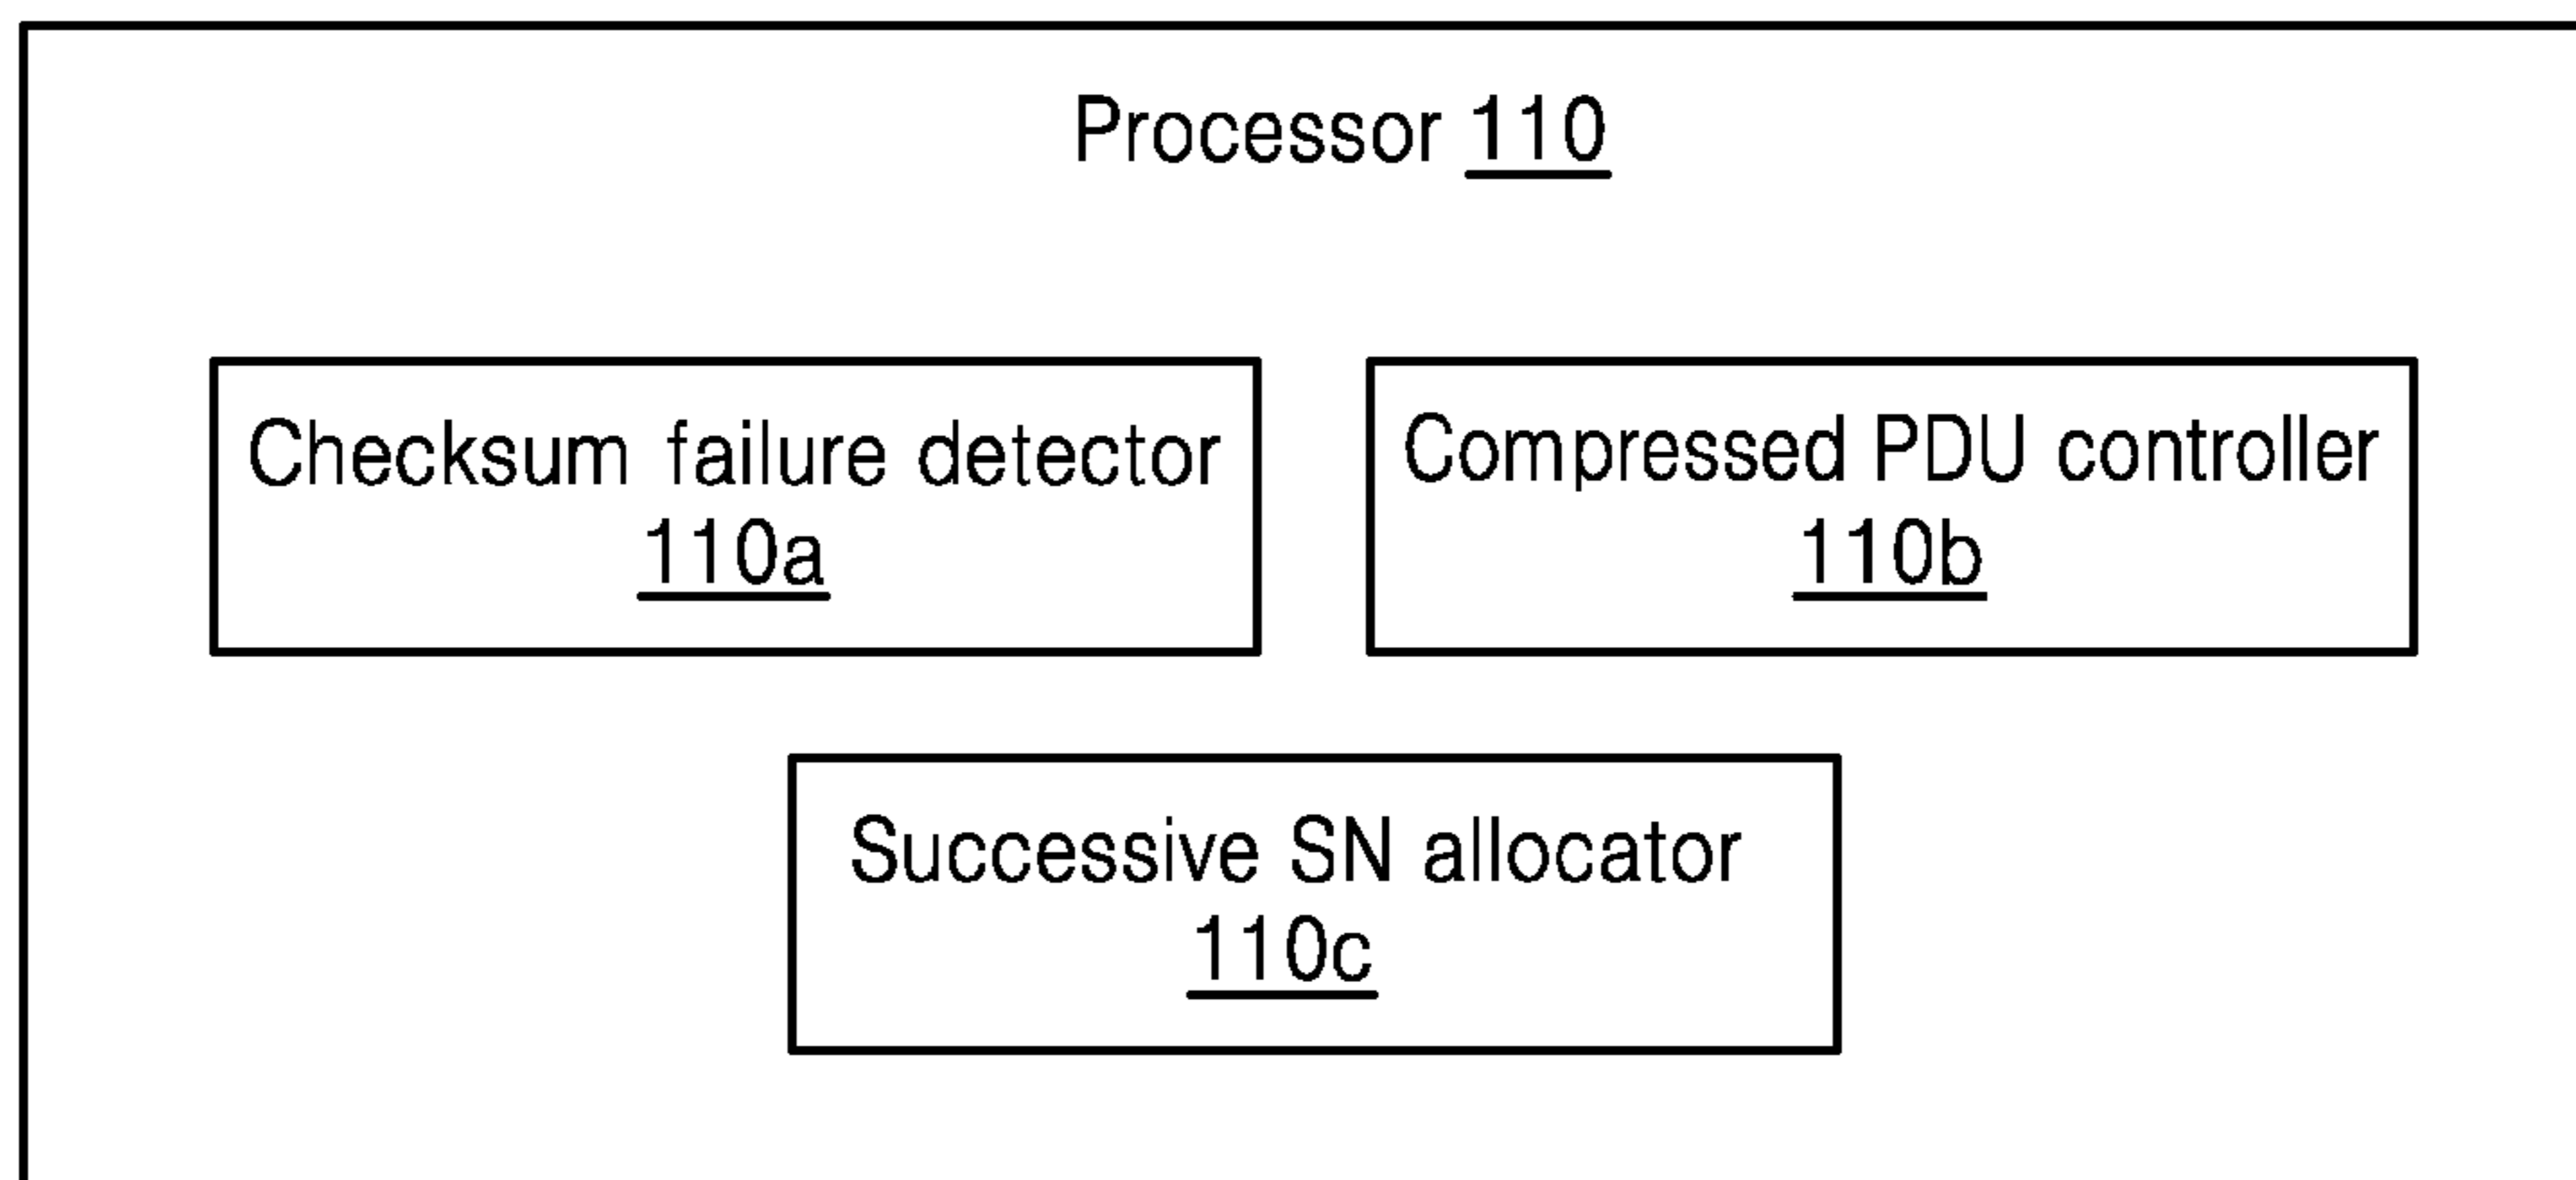 Processor 110
Checksum failure detector
110a
Compressed PDU controller
110b
Successive SN allocator
110c